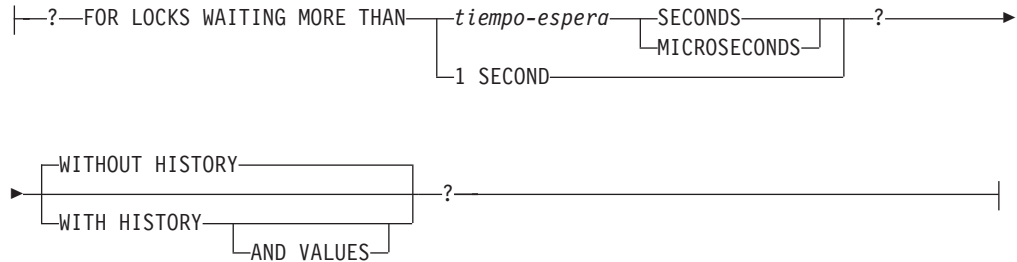 ? FOR LOCKS WAITING MORE THAN tiempo-espera SECONDS ?
MICROSECONDS
1 SECOND
WITHOUT HISTORY
?
WITH HISTORY
AND VALUES